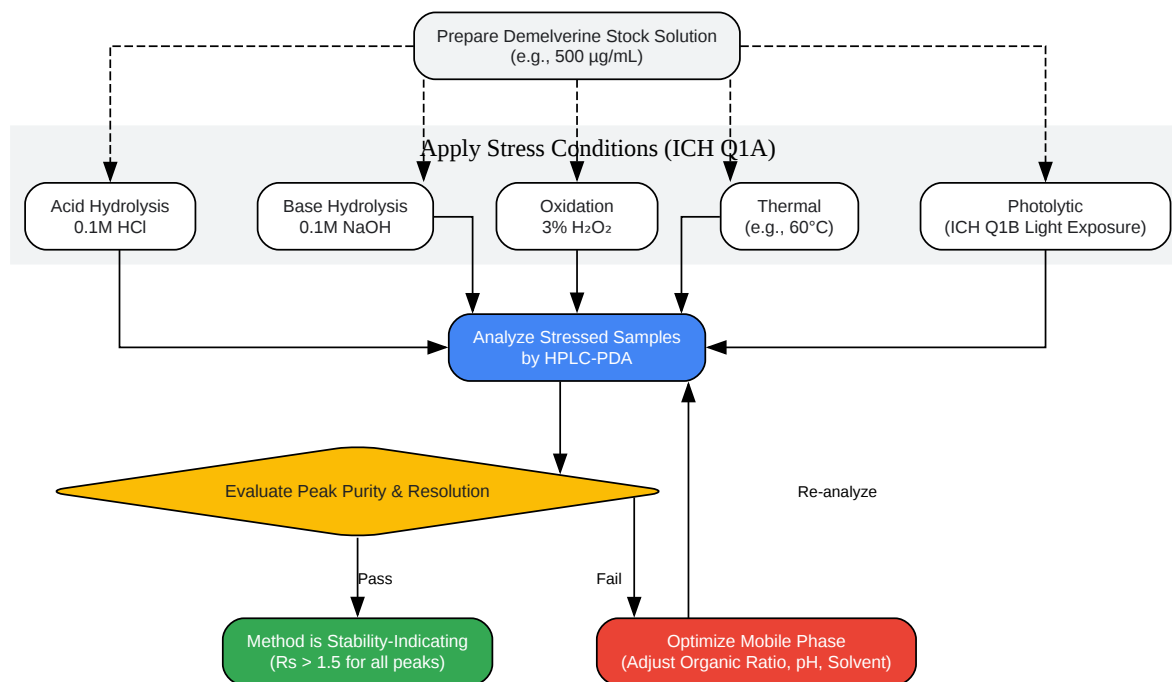 Prepare Demelverine Stock Solution
(e.g., 500 µg/mL)
Apply Stress Conditions (ICH Q1A)
Acid Hydrolysis
0.1M HCl
Base Hydrolysis
0.1M NaOH
Oxidation
3% H₂O₂
Thermal
(e.g., 60°C)
Photolytic
(ICH Q1B Light Exposure)
Analyze Stressed Samples
by HPLC-PDA
Evaluate Peak Purity & Resolution
Re-analyze
Pass
Fail
Method is Stability-Indicating
(Rs > 1.5 for all peaks)
Optimize Mobile Phase
(Adjust Organic Ratio, pH, Solvent)